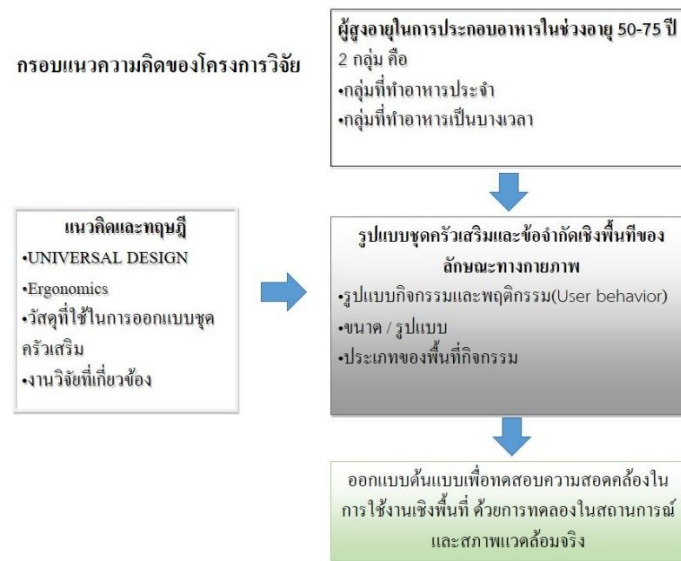 กรอบแนวความคิดของโครงการวิจัย
ผู้สูงอายุในการประกอบอาหารในช่วงอายุ 50-75 ปี
2 กลุ่ม คือ
•กลุ่มที่ทำอาหารประจำ
•กลุ่มที่ทำอาหารเป็นบางเวลา
แนวคิดและทฤษฎี
•UNIVERSAL DESIGN
•Ergonomics
•วัสดุที่ใช้ในการออกแบบชุด
ครัวเสริม
•งานวิจัยที่เกี่ยวข้อง
รูปแบบชุดครัวเสริมและข้อจำกัดเชิงพื้นที่ของ
ลักษณะทางกายภาพ
•รูปแบบกิจกรรมและพฤติกรรม(User behavior)
•ขนาด / รูปแบบ
•ประเภทของพื้นที่กิจกรรม
ออกแบบต้นแบบเพื่อทดสอบความสอดคล้องใน
การใช้งานเชิงพื้นที่ ด้วยการทดลองในสถานการณ์
และสภาพแวดล้อมจริง